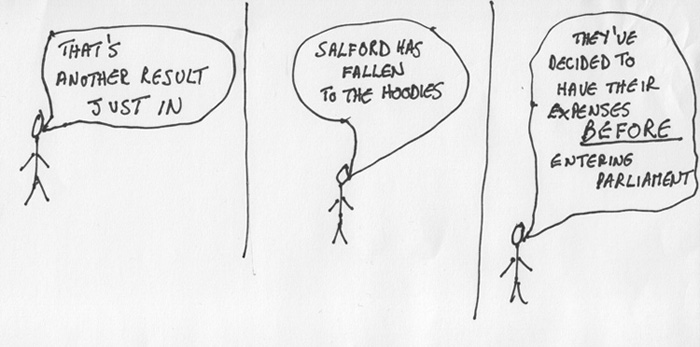 THAT'S
ANOTHER RESULT
JUST IN
SALFORD HAS
FALLEN
TO THE HOODIES
THEY'VE
DECIDED TO
HAVE THEIR
EXPENSES
BEFORE
ENTERING
PARLIAMENT